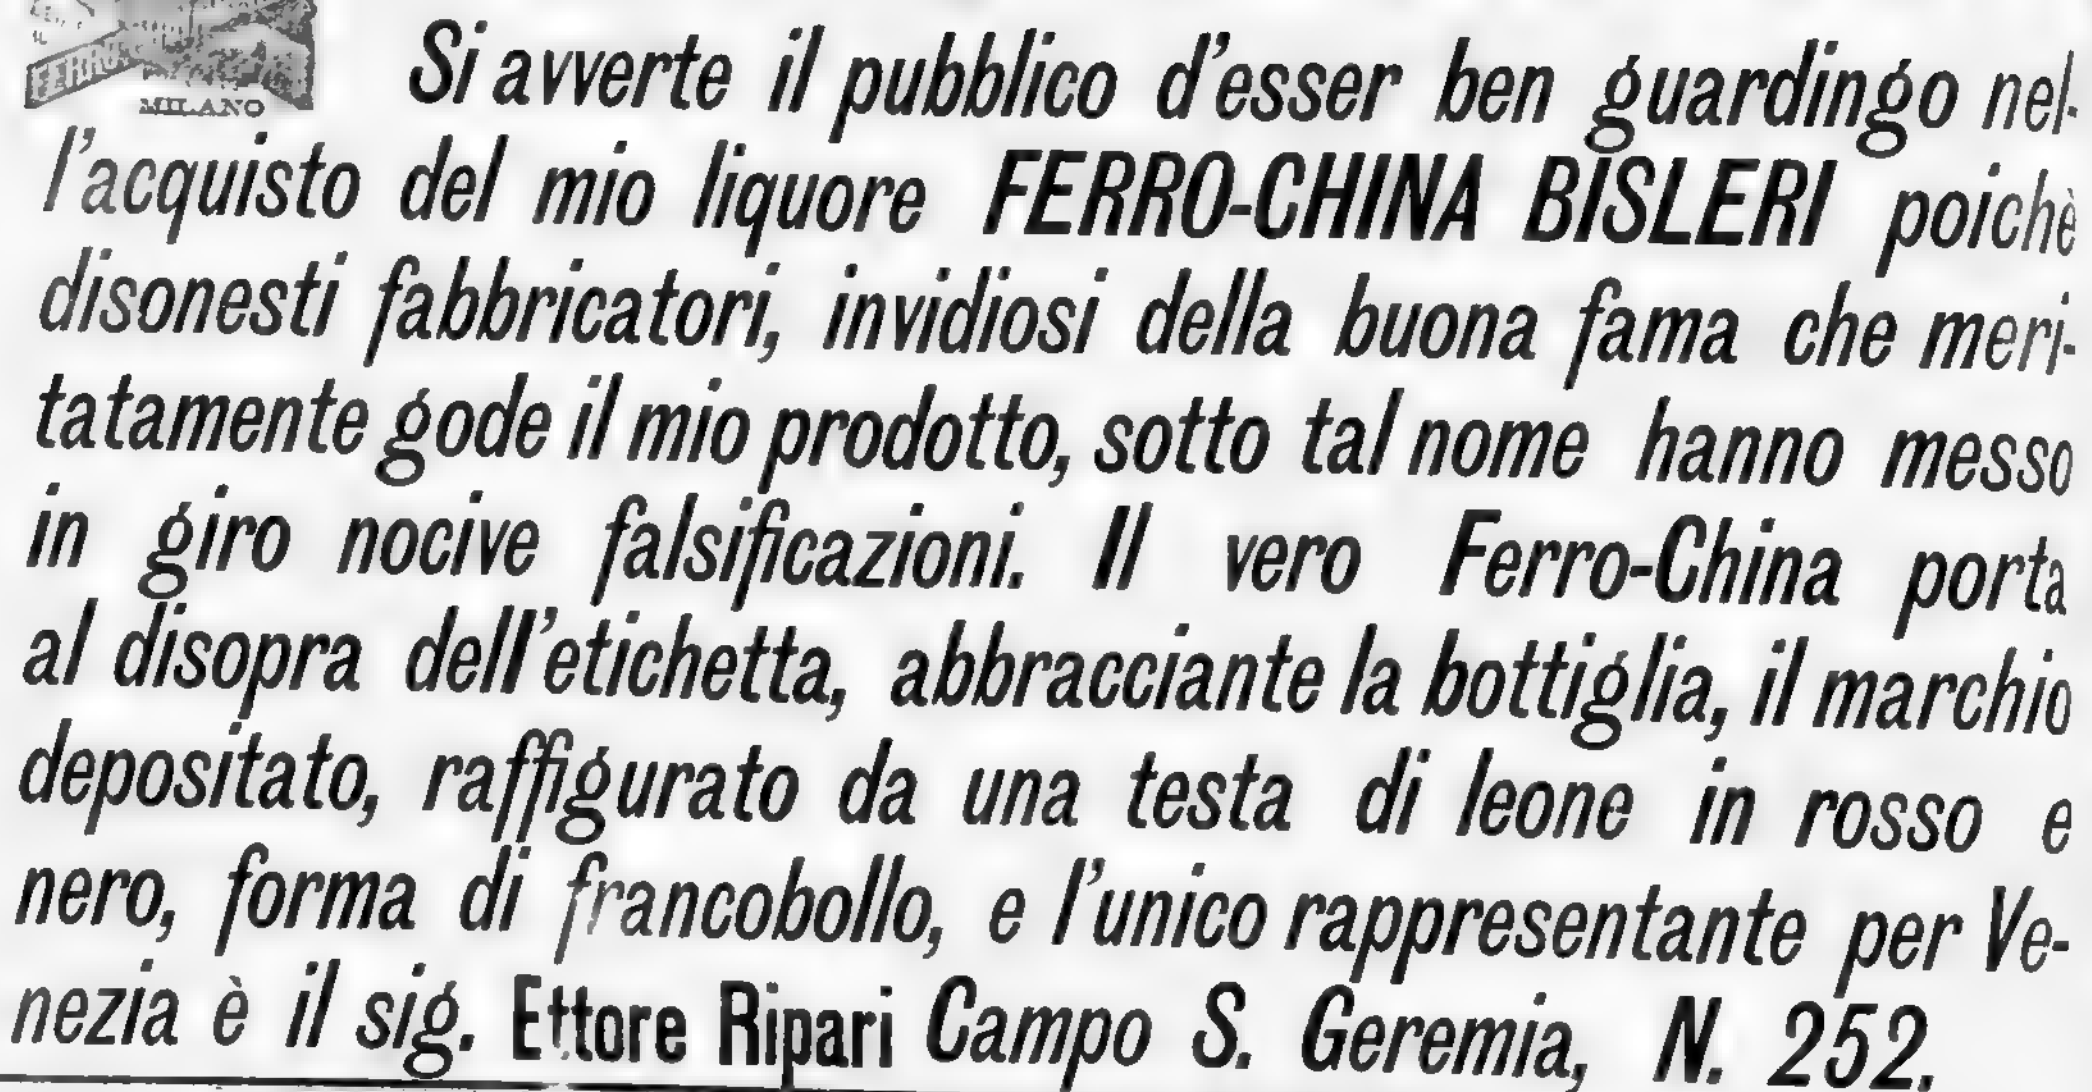 FERRO
MILANO
Si avverte il pubblico d'esser ben guardingo nel-
l'acquisto del mio liquore FERRO-CHINA BISLERI poichè
disonesti fabbricatori, invidiosi della buona fama che meri-
tatamente gode il mio prodotto, sotto tal nome hanno messo
in giro nocive falsificazioni. Il vero Ferro-China porta
al disopra dell'etichetta, abbracciante la bottiglia, il marchio
depositato, raffigurato da una testa di leone in rosso e
nero, forma di francobollo, e l'unico rappresentante per Ve-
nezia è il sig. Ettore Ripari Campo S. Geremia, N. 252.